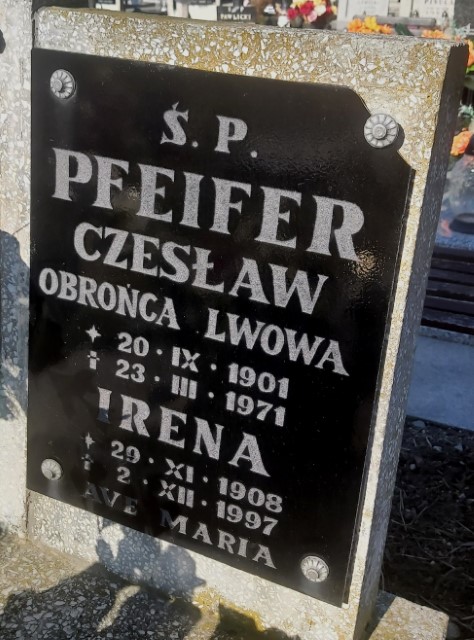 PAWLICKI
Ś. P.
PFEIFER
CZESŁAW
OBROŃCA LWOWA
20 · IX · 1901
✝ 23 · III · 1971
IRENA
29 · XI · 1908
✝ 2 · XII · 1997
AVE MARIA